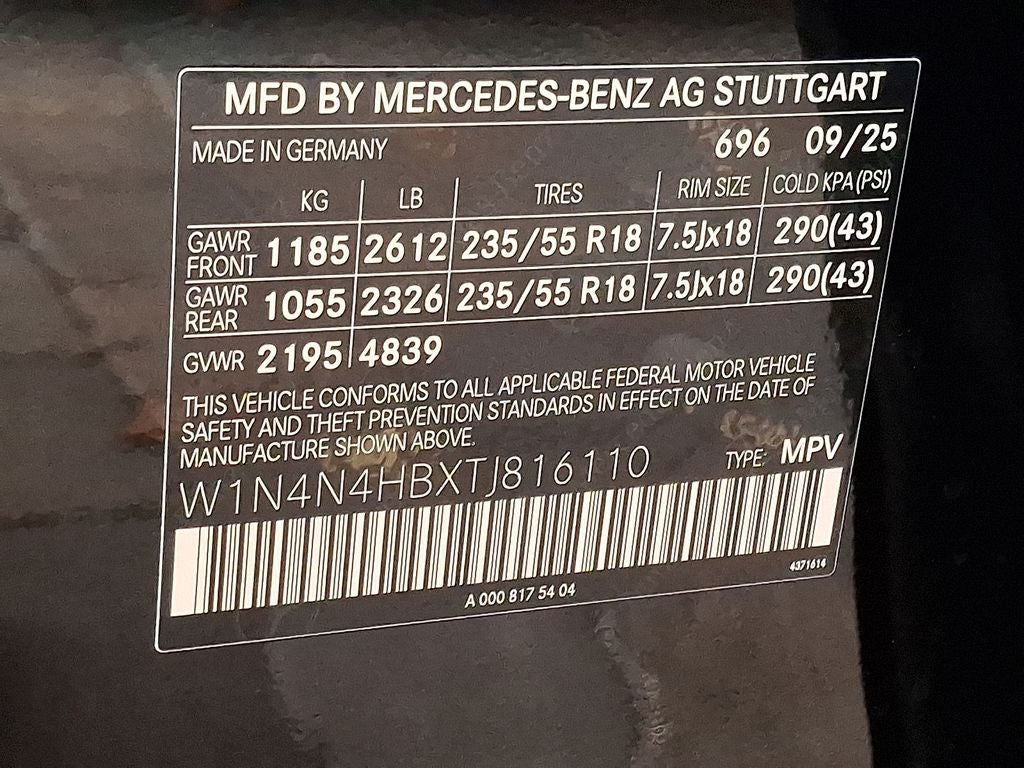 MFD BY MERCEDES-BENZ AG STUTTGART
MADE IN GERMANY 696 09/25
KG LB TIRES RIM SIZE COLD KPA (PSI)
GAWR FRONT 1185 2612 235/55 R18 7.5Jx18 290(43)
GAWR REAR 1055 2326 235/55 R18 7.5Jx18 290(43)
GVWR 2195 4839
THIS VEHICLE CONFORMS TO ALL APPLICABLE FEDERAL MOTOR VEHICLE
SAFETY AND THEFT PREVENTION STANDARDS IN EFFECT ON THE DATE OF
MANUFACTURE SHOWN ABOVE.
W1N4N4HBXTJ816110 TYPE: MPV
4371614
A 000 817 54 04